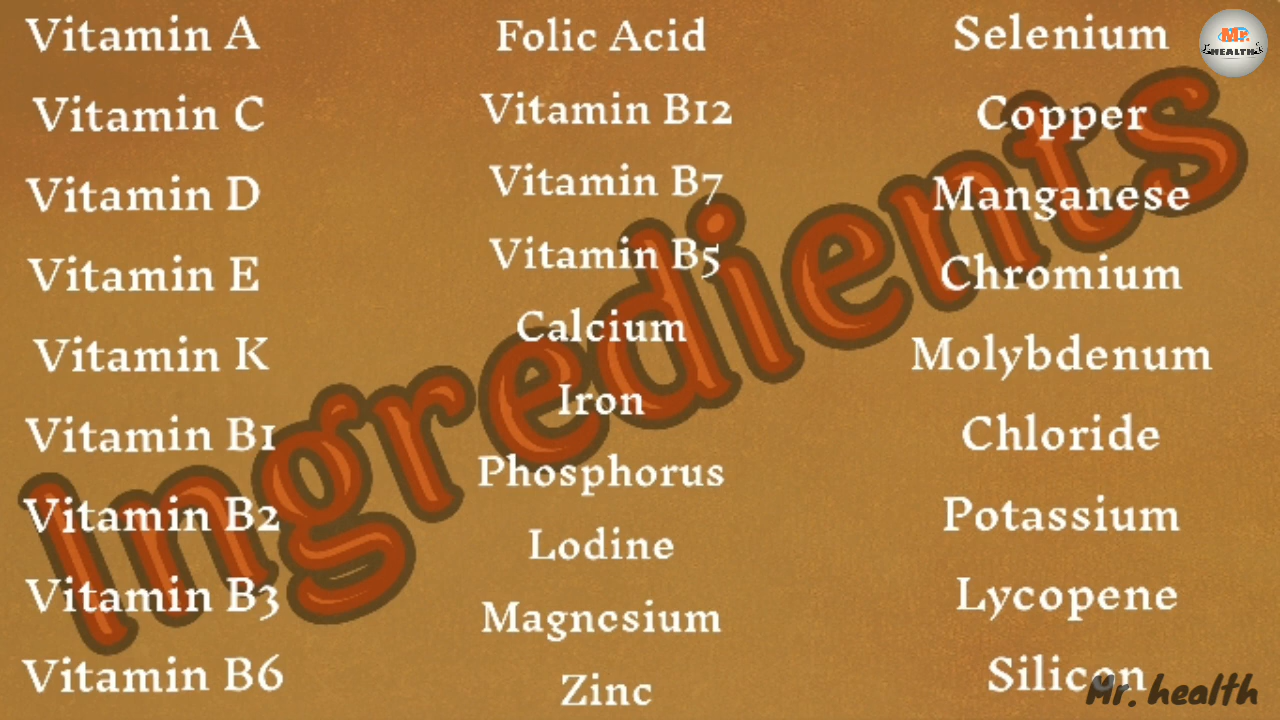 Vitamin A
Vitamin C
Vitamin D
Vitamin E
Vitamin K
Vitamin B1
Vitamin B2
Vitamin B3
Vitamin B6
Folic Acid
Vitamin B12
Vitamin B7
Vitamin B5
Calcium
Iron
Phosphorus
Lodine
Magnesium
Zinc
Selenium
Copper
Manganese
Chromium
Molybdenum
Chloride
Potassium
Lycopene
Silicon
Ingredients
Mr.
HEALTH
Mr. health